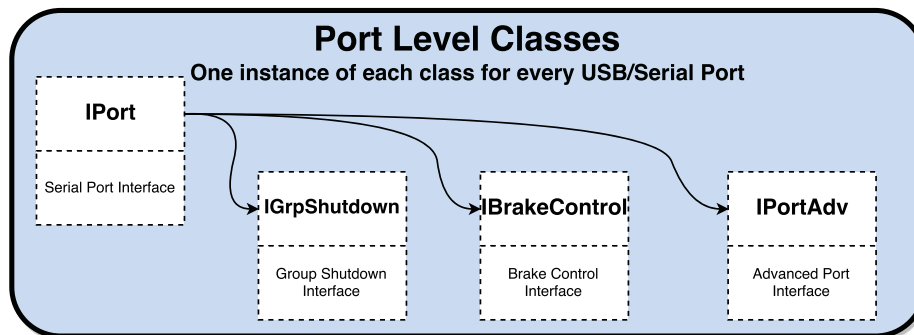 Port Level Classes
One instance of each class for every USB/Serial Port
IPort
Serial Port Interface
IGrpShutdown
Group Shutdown
Interface
IBrakeControl
Brake Control
Interface
IPortAdv
Advanced Port
Interface